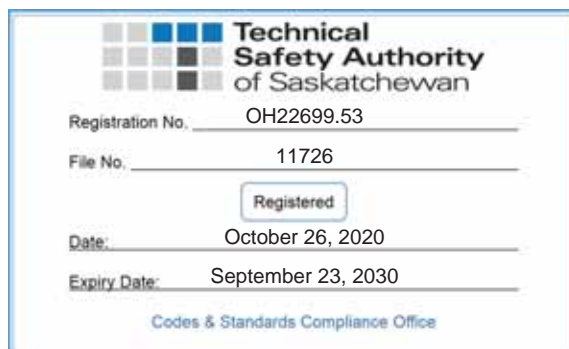 Technical
Safety Authority
of Saskatchewan
Registration No. OH22699.53
File No. 11726
Registered
Date: October 26, 2020
Expiry Date: September 23, 2030
Codes & Standards Compliance Office